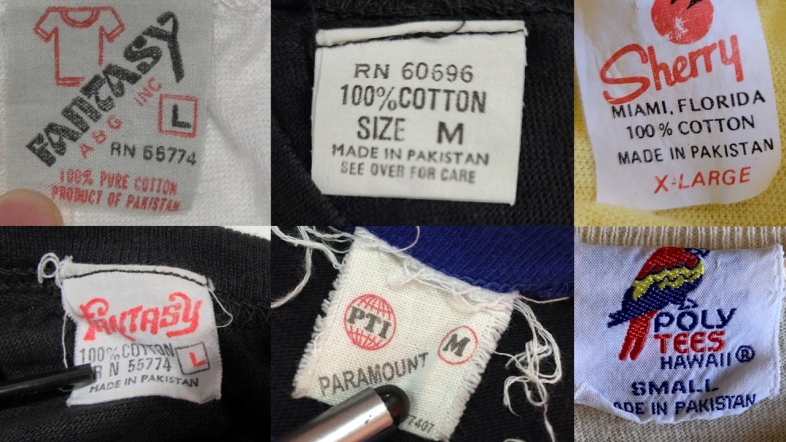 FANTASY
A&G INC
L
RN 55774
100% PURE COTTON
PRODUCT OF PAKISTAN
RN 60696
100% COTTON
SIZE M
MADE IN PAKISTAN
SEE OVER FOR CARE
Sherry
MIAMI, FLORIDA
100% COTTON
MADE IN PAKISTAN
X-LARGE
FANTASY
100% COTTON
R N 55774
L
MADE IN PAKISTAN
PTI
M
PARAMOUNT
7407
POLY
TEES
HAWAII®
SMALL
ADE IN PAKISTAN